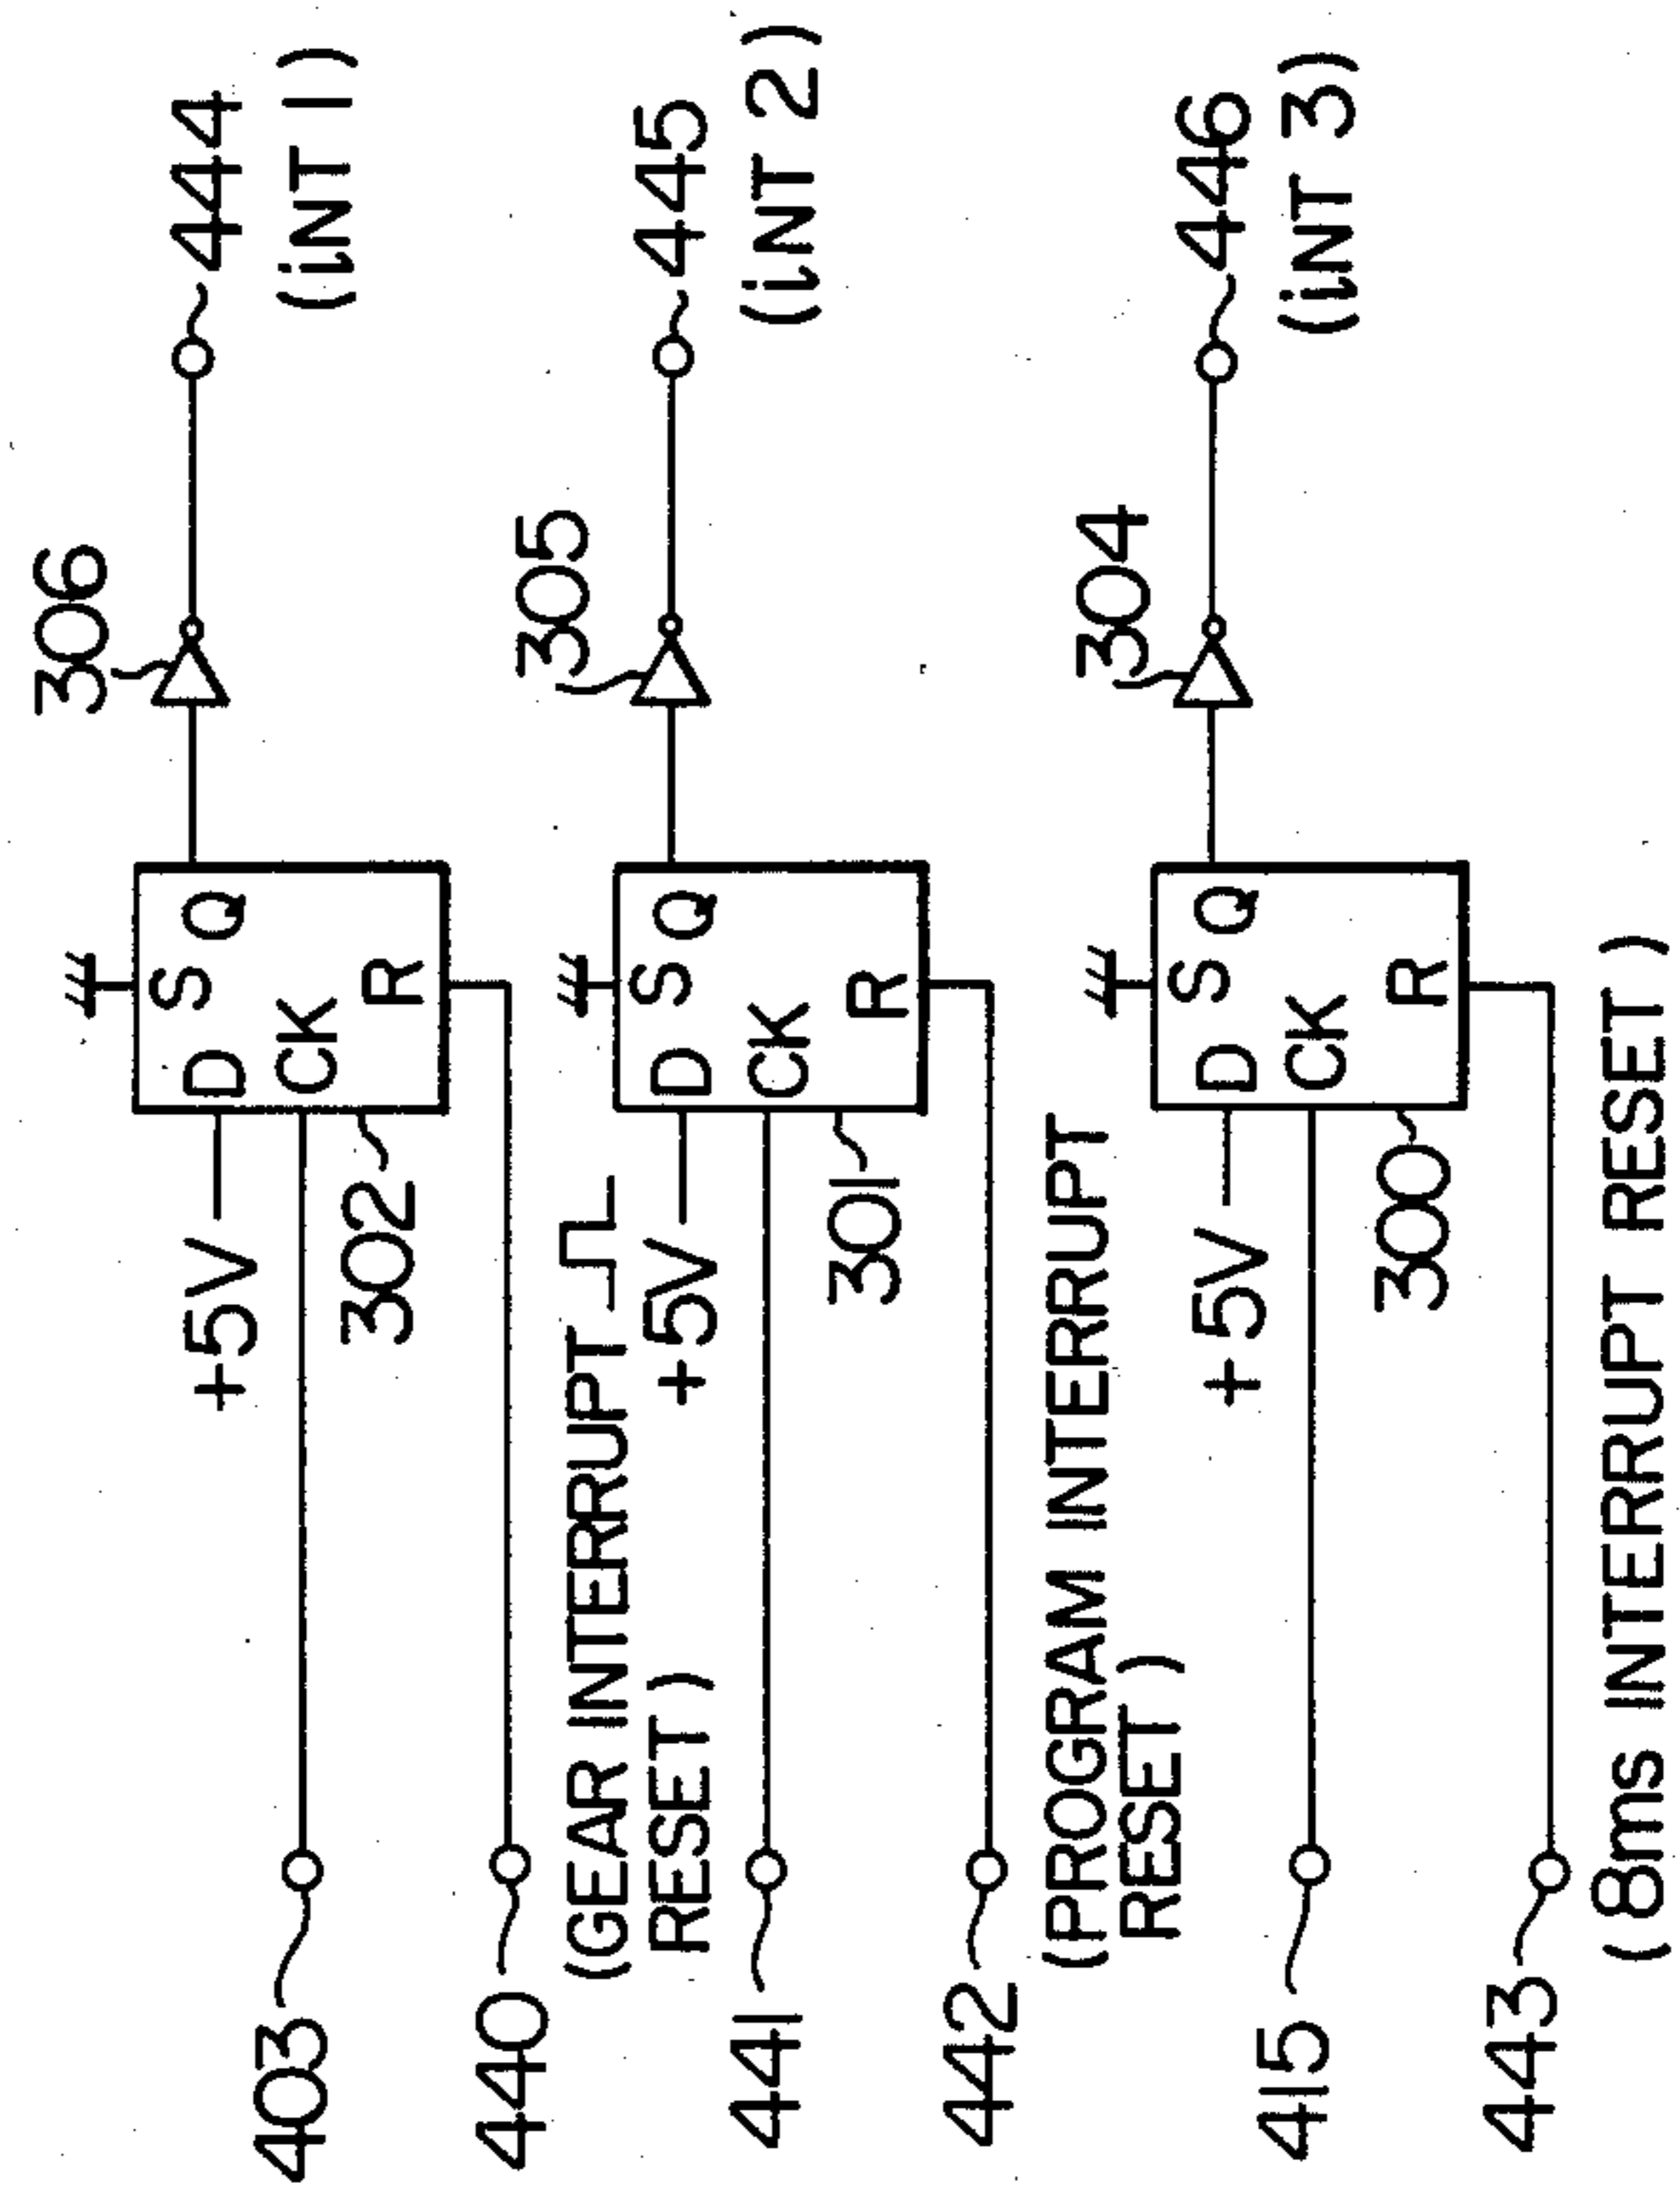 306
444
(iNT 1)
S
D
Q
CK
R
+5V
302
403
440
(GEAR INTERRUPT
RESET)
305
445
(iNT 2)
S
D
Q
CK
R
+5V
301
441
442
(PROGRAM INTERRUPT
RESET)
304
446
(iNT 3)
S
D
Q
CK
R
+5V
300
415
443
(8ms INTERRUPT RESET)